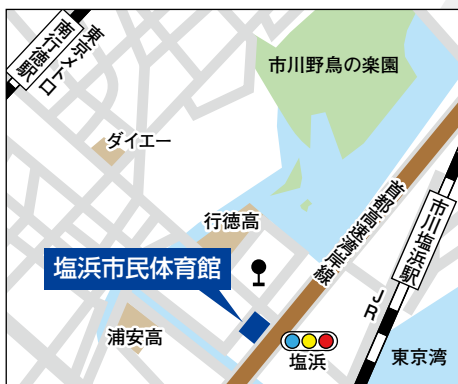 東京メトロ
南行徳駅
市川野鳥の楽園
ダイエー
首都高速湾岸線
市川塩浜駅
行徳高
塩浜市民体育館
JR
浦安高
塩浜
東京湾